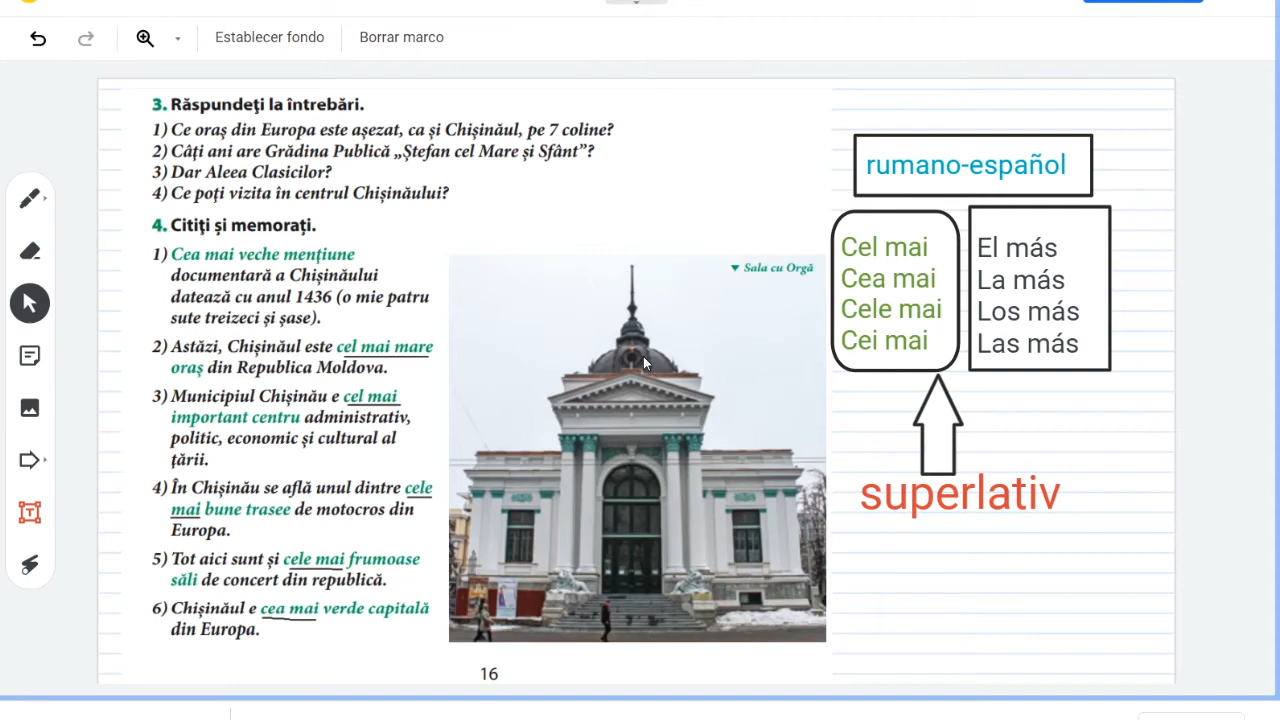 Establecer fondo
Borrar marco
3. Răspundeţi la întrebări.
1) Ce oraș din Europa este așezat, ca și Chișinăul, pe 7 coline?
2) Câți ani are Grădina Publică „Ștefan cel Mare și Sfânt”?
3) Dar Aleea Clasicilor?
4) Ce poți vizita în centrul Chișinăului?
4. Citiţi și memoraţi.
1) Cea mai veche mențiune
documentară a Chișinăului
datează cu anul 1436 (o mie patru
sute treizeci și șase).
2) Astăzi, Chișinăul este cel mai mare
oraș din Republica Moldova.
3) Municipiul Chișinău e cel mai
important centru administrativ,
politic, economic și cultural al
țării.
4) În Chișinău se află unul dintre cele
mai bune trasee de motocros din
Europa.
5) Tot aici sunt și cele mai frumoase
săli de concert din republică.
6) Chișinăul e cea mai verde capitală
din Europa.
▼ Sala cu Orgă
16
rumano-español
Cel mai
Cea mai
Cele mai
Cei mai
El más
La más
Los más
Las más
superlativ